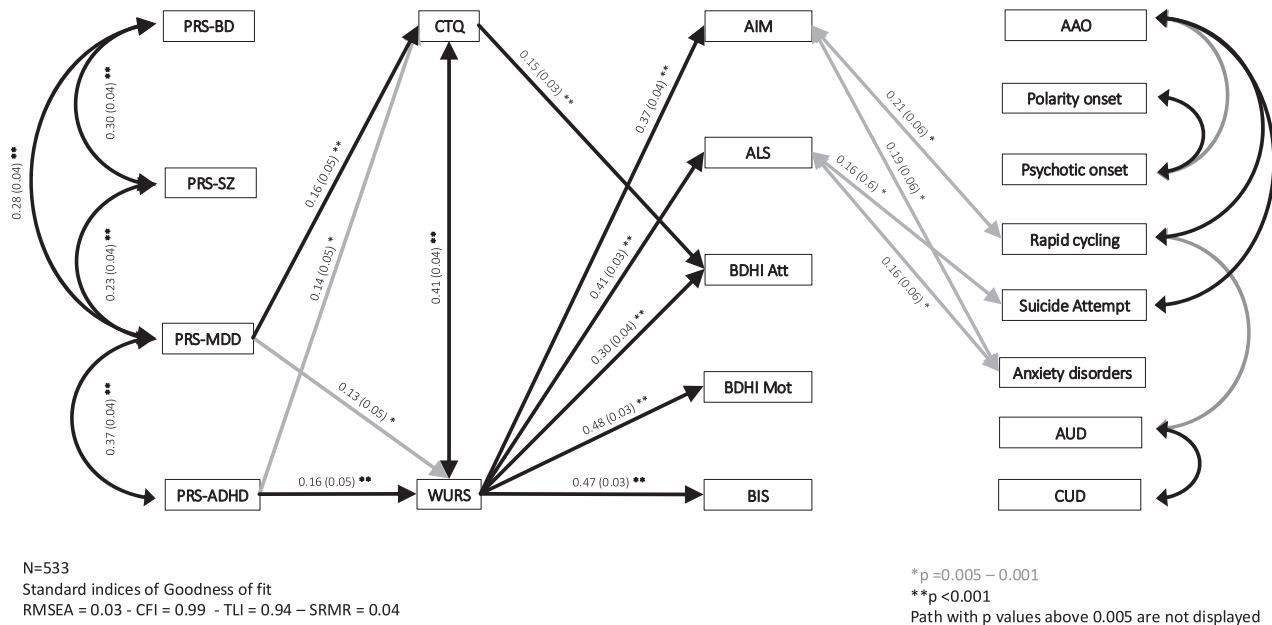 PRS-BD
CTQ
AIM
AAO
0.30 (0.04) **
0.15 (0.03) **
0.37 (0.04) **
0.21 (0.06) *
Polarity onset
ALS
Psychotic onset
PRS-SZ
0.28 (0.04) **
0.16 (0.05) **
0.19 (0.06) *
0.16 (0.6) *
0.23 (0.04) **
0.14 (0.05) *
0.41 (0.04) **
0.41 (0.03) **
Rapid cycling
BDHI Att
0.16 (0.06) *
Suicide Attempt
PRS-MDD
0.30 (0.04) **
Anxiety disorders
0.13 (0.05) *
BDHI Mot
0.37 (0.04) **
0.48 (0.03) **
AUD
PRS-ADHD
0.16 (0.05) **
WURS
0.47 (0.03) **
BIS
CUD
N=533
Standard indices of Goodness of fit
RMSEA = 0.03 - CFI = 0.99 - TLI = 0.94 – SRMR = 0.04
*p =0.005 – 0.001
**p <0.001
Path with p values above 0.005 are not displayed